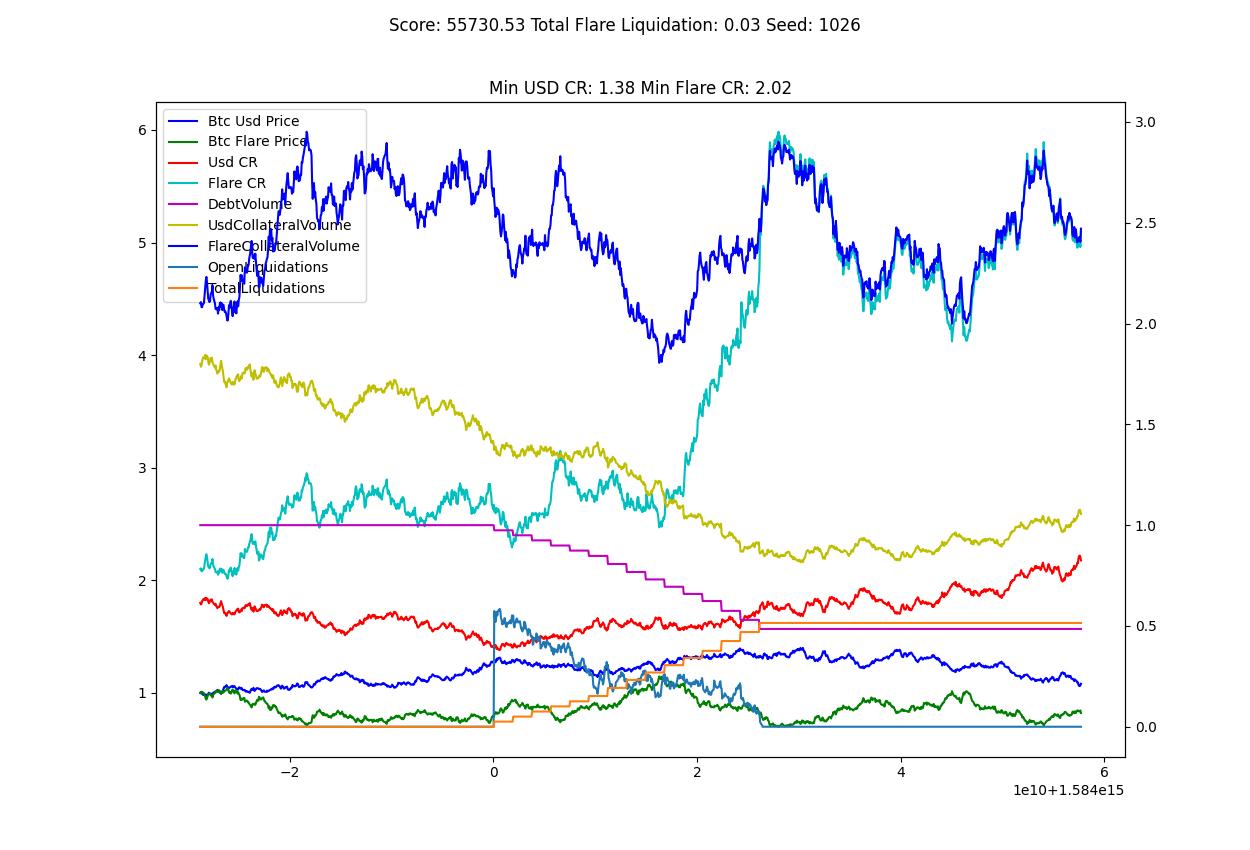 Score: 55730.53 Total Flare Liquidation: 0.03 Seed: 1026
Min USD CR: 1.38 Min Flare CR: 2.02
Btc Usd Price
Btc Flare Price
Usd CR
Flare CR
DebtVolume
UsdCollateralVolume
FlareCollateralVolume
OpenLiquidations
TotalLiquidations
6
5
4
3
2
1
3.0
2.5
2.0
1.5
1.0
0.5
0.0
−2
0
2
4
6
1e10+1.584e15